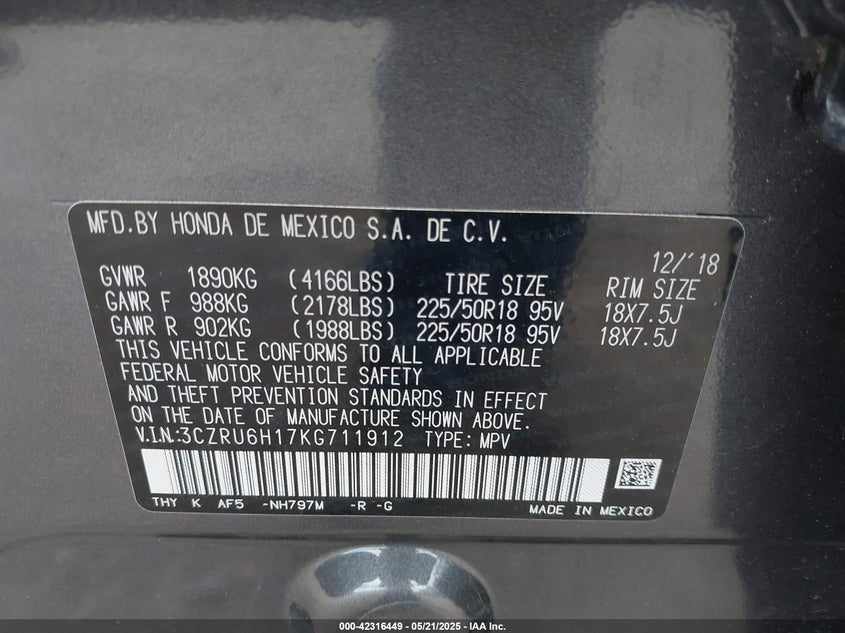 MFD.BY HONDA DE MEXICO S.A. DE C.V.
12/'18
GVWR 1890KG (4166LBS) TIRE SIZE RIM SIZE
GAWR F 988KG (2178LBS) 225/50R18 95V 18X7.5J
GAWR R 902KG (1988LBS) 225/50R18 95V 18X7.5J
THIS VEHICLE CONFORMS TO ALL APPLICABLE
FEDERAL MOTOR VEHICLE SAFETY
AND THEFT PREVENTION STANDARDS IN EFFECT
ON THE DATE OF MANUFACTURE SHOWN ABOVE.
V.I.N.:3CZRU6H17KG711912 TYPE: MPV
THY K AF5 -NH797M -R -G MADE IN MEXICO
000-42316449 - 05/21/2025 - IAA Inc.